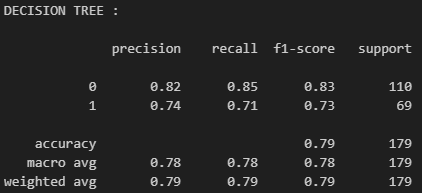 DECISION TREE :
precision recall f1-score support
0 0.82 0.85 0.83 110
1 0.74 0.71 0.73 69
accuracy 0.79 179
macro avg 0.78 0.78 0.78 179
weighted avg 0.79 0.79 0.79 179